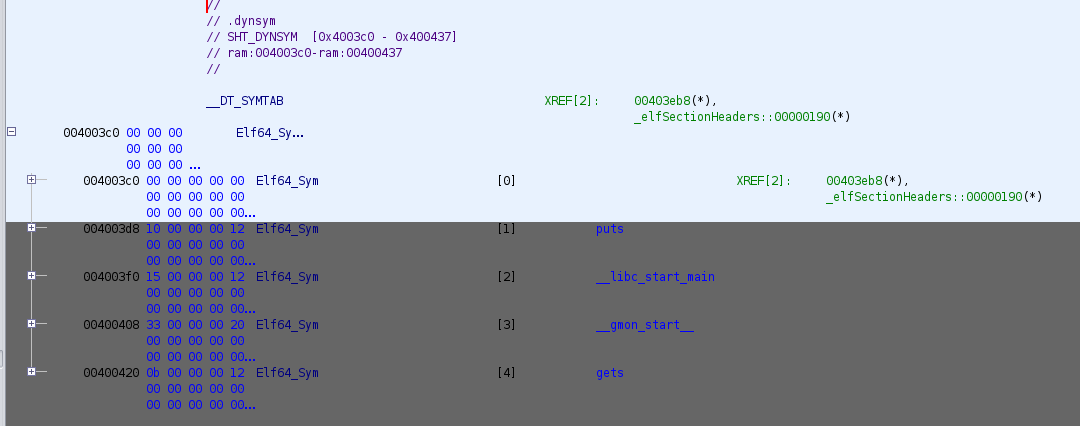 //
// .dynsym
// SHT_DYNSYM  [0x4003c0 - 0x400437]
// ram:004003c0-ram:00400437
//
__DT_SYMTAB XREF[2]: 00403eb8(*),
_elfSectionHeaders::00000190(*)
004003c0 00 00 00 Elf64_Sy...
00 00 00
00 00 00 ...
004003c0 00 00 00 00 00 Elf64_Sym [0] XREF[2]: 00403eb8(*),
00 00 00 00 00 _elfSectionHeaders::00000190(*)
00 00 00 00 00...
004003d8 10 00 00 00 12 Elf64_Sym [1] puts
00 00 00 00 00
00 00 00 00 00...
004003f0 15 00 00 00 12 Elf64_Sym [2] __libc_start_main
00 00 00 00 00
00 00 00 00 00...
00400408 33 00 00 00 20 Elf64_Sym [3] __gmon_start__
00 00 00 00 00
00 00 00 00 00...
00400420 0b 00 00 00 12 Elf64_Sym [4] gets
00 00 00 00 00
00 00 00 00 00...